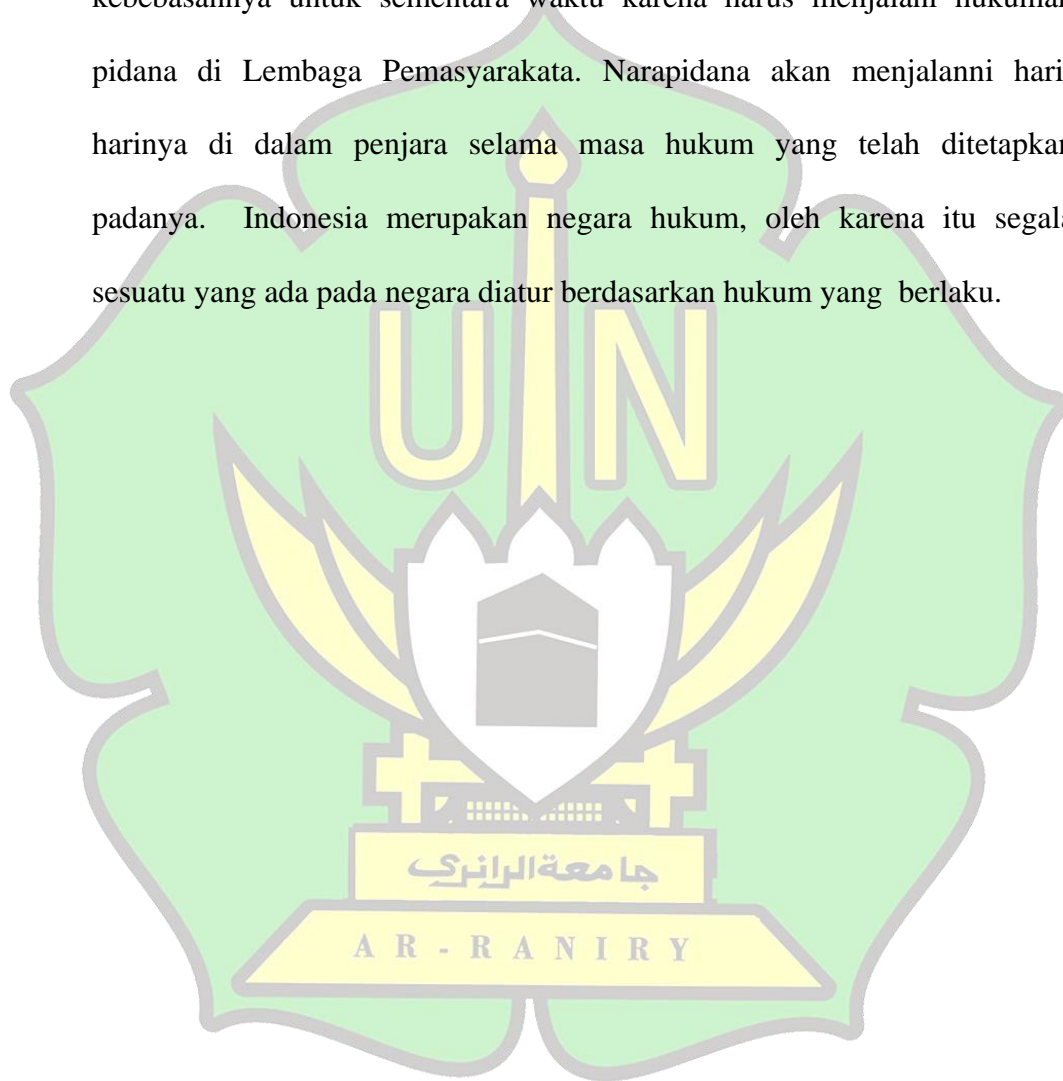 pidana di Lembaga Pemasyarakata. Narapidana akan menjalanni hari
harinya di dalam penjara selama masa hukum yang telah ditetapkan
padanya. Indonesia merupakan negara hukum, oleh karena itu segala
sesuatu yang ada pada negara diatur berdasarkan hukum yang berlaku.
UIN
جامعةالرانري
AR-RANIRY